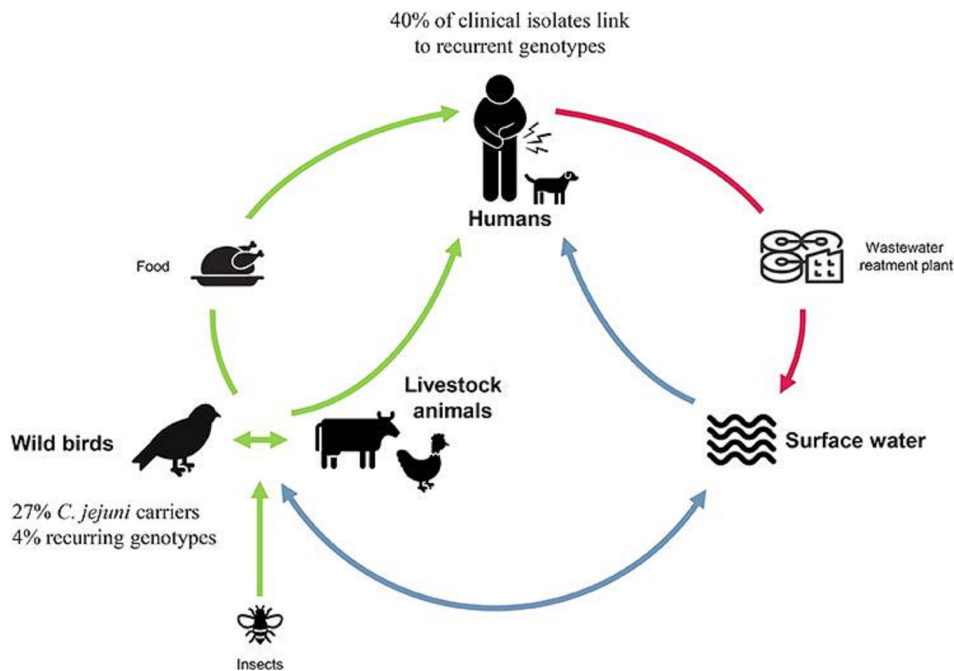 40% of clinical isolates link
to recurrent genotypes
Humans
Food
Wastewater
reatment plant
Livestock
animals
Wild birds
Surface water
27% C. jejuni carriers
4% recurring genotypes
Insects